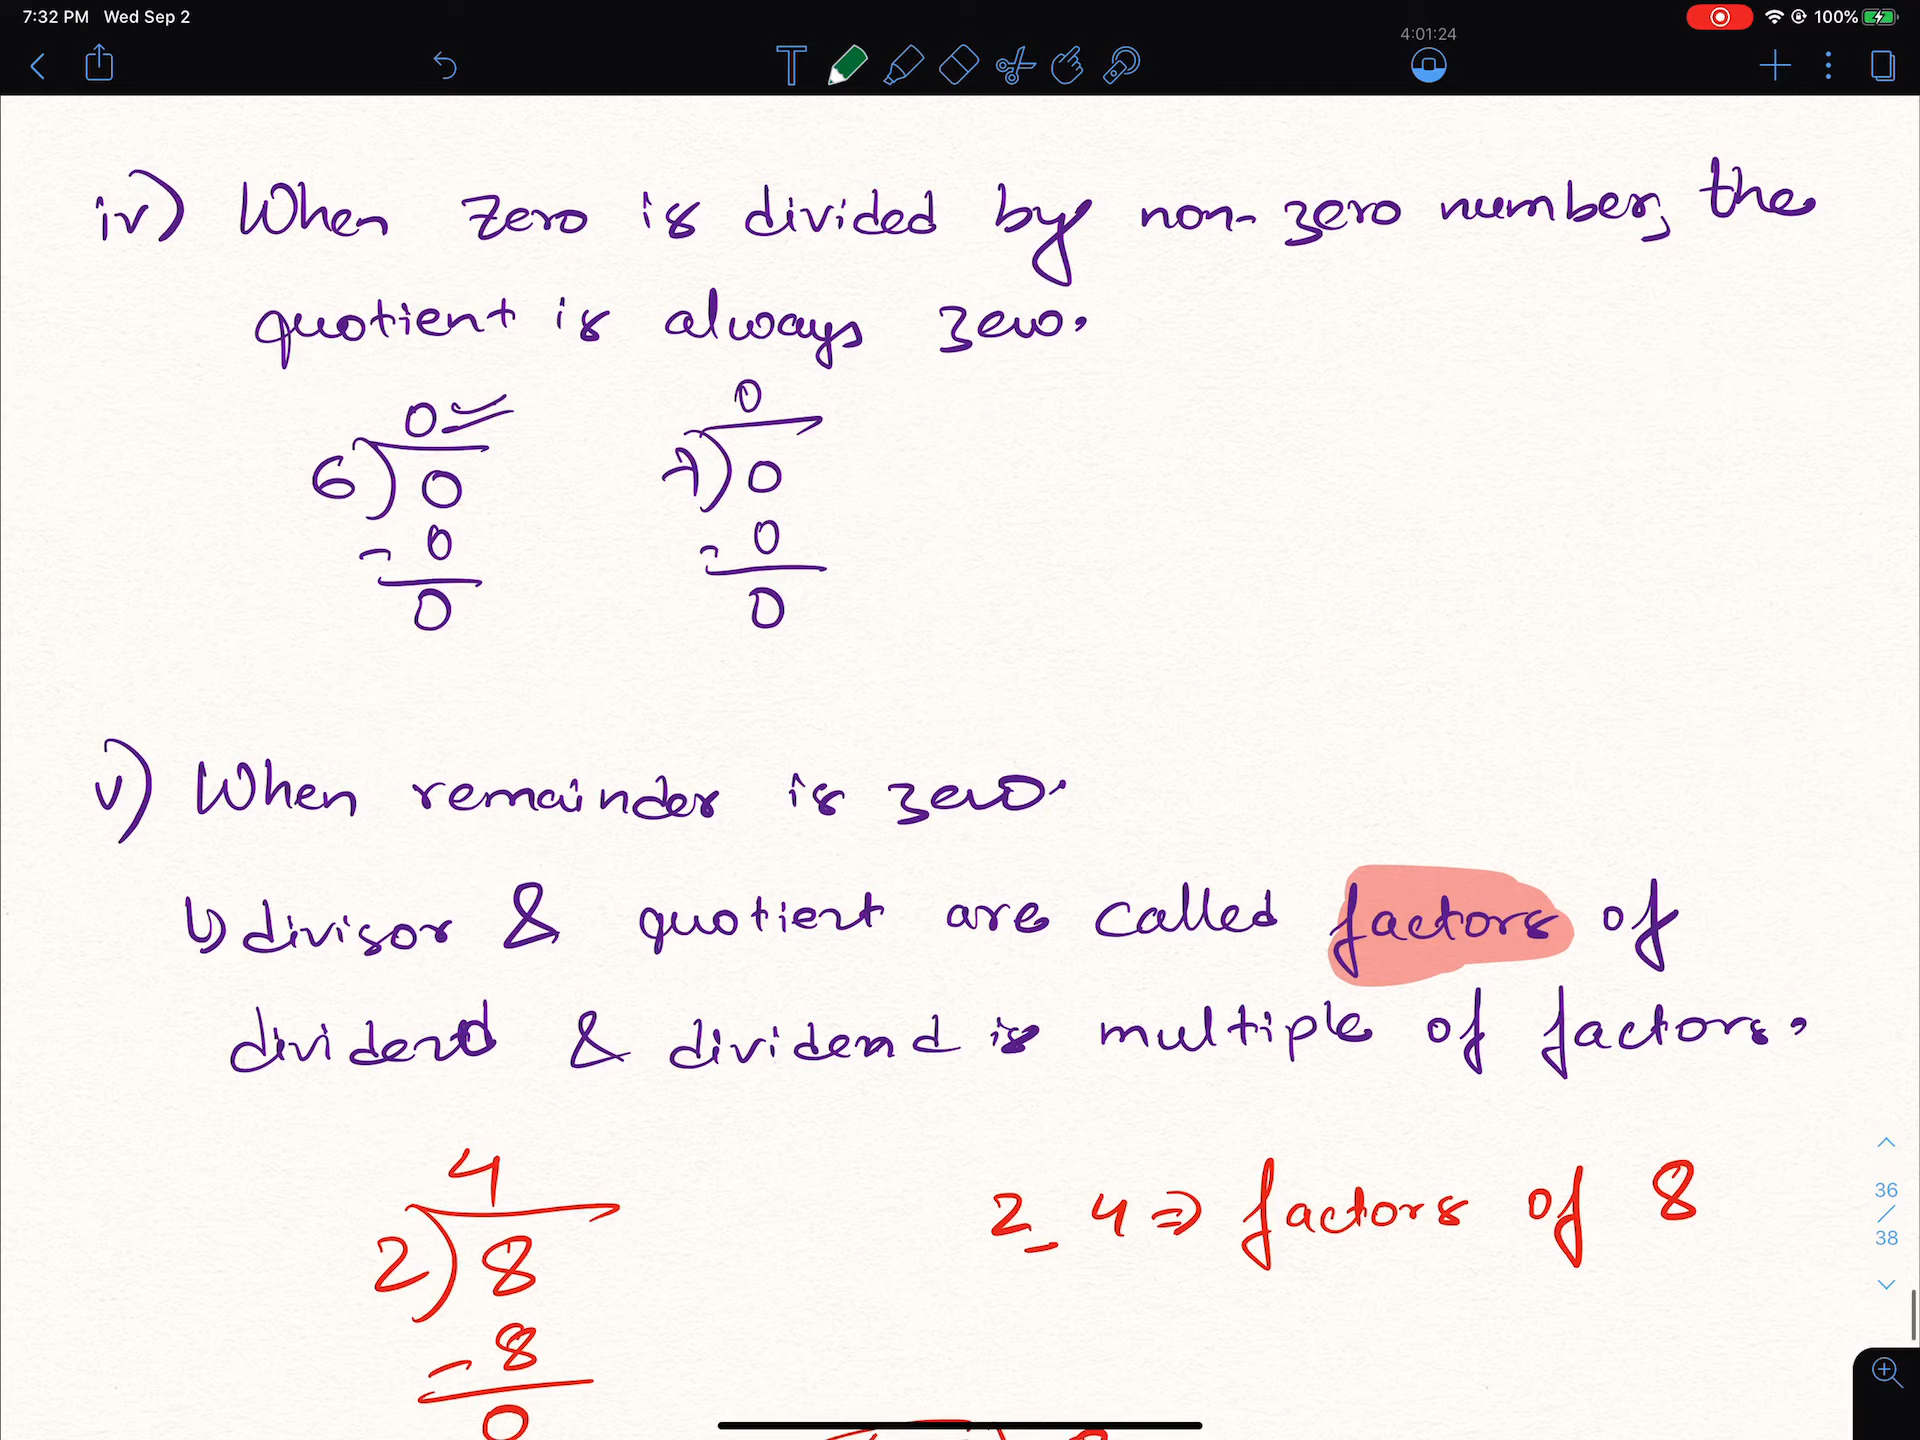 7:32 PM Wed Sep 2
100%
4:01:24
iv) When zero is divided by non-zero number, the
quotient is always zero.
0
6) 0
- 0
0
0
7) 0
- 0
0
v) When remainder is zero.
↳ divisor & quotient are called factors of
dividend & dividend is multiple of factors.
4
2) 8
- 8
0
2, 4 ⇒ factors of 8
36
/
38